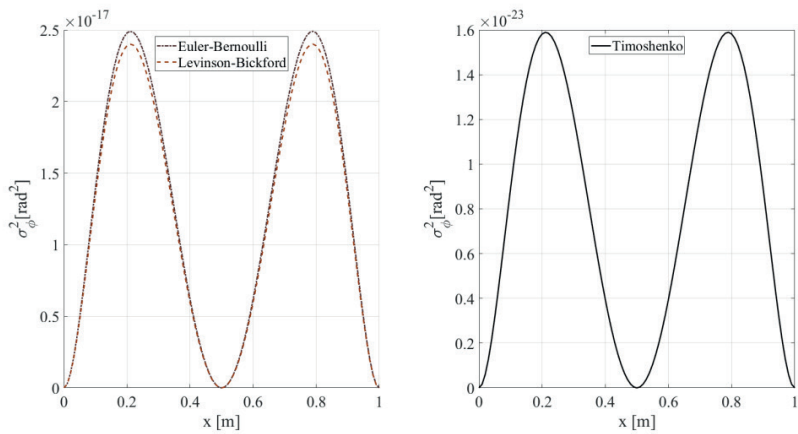 ×10⁻¹⁷
2.5
2
1.5
1
0.5
0
σ²ϕ[rad²]
Euler-Bernoulli
Levinson-Bickford
0 0.2 0.4 0.6 0.8 1
x [m]
×10⁻²³
1.6
1.4
1.2
1
0.8
0.6
0.4
0.2
0
σ²ϕ[rad²]
Timoshenko
0 0.2 0.4 0.6 0.8 1
x [m]